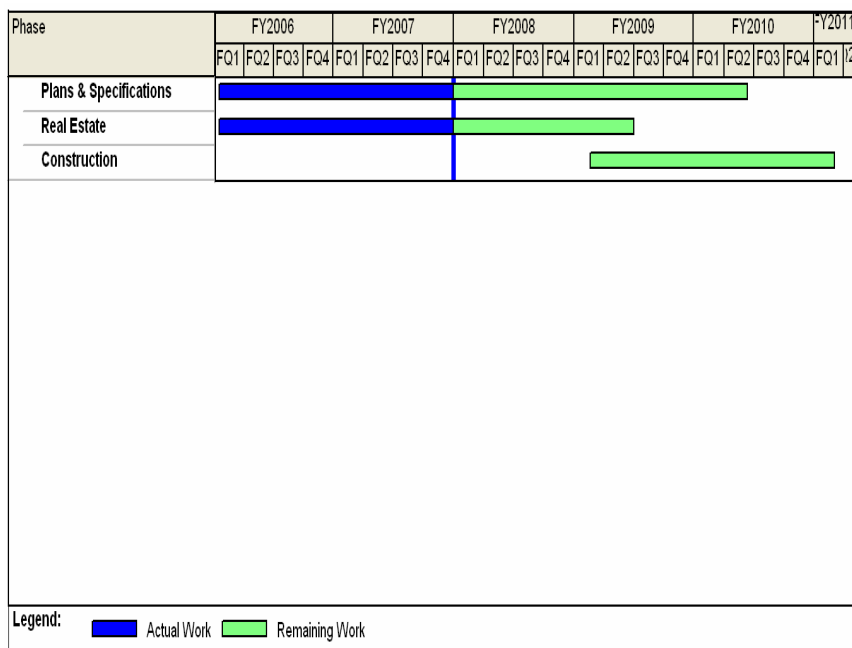 Phase FY2006 FY2007 FY2008 FY2009 FY2010 FY2011
FQ1 FQ2 FQ3 FQ4 FQ1 FQ2 FQ3 FQ4 FQ1 FQ2 FQ3 FQ4 FQ1 FQ2 FQ3 FQ4 FQ1 FQ2 FQ3 FQ4 FQ1
Plans & Specifications
Real Estate
Construction
Legend: Actual Work Remaining Work